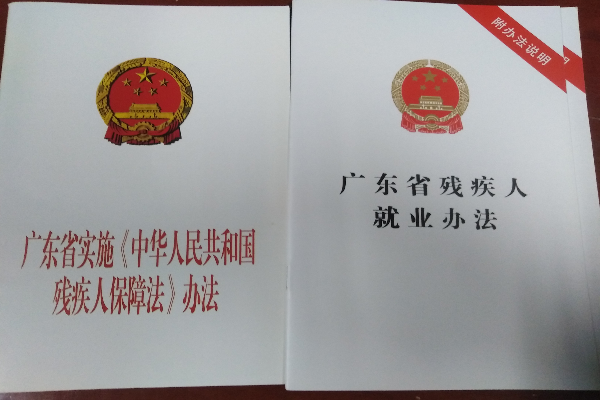 广东省实施《中华人民共和国
残疾人保障法》办法
附办法说明
广东省残疾人
就业办法
明